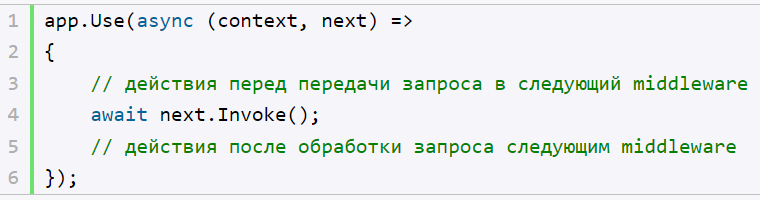 1 app.Use(async (context, next) =>
2 {
3 // действия перед передачи запроса в следующий middleware
4 await next.Invoke();
5 // действия после обработки запроса следующим middleware
6 });